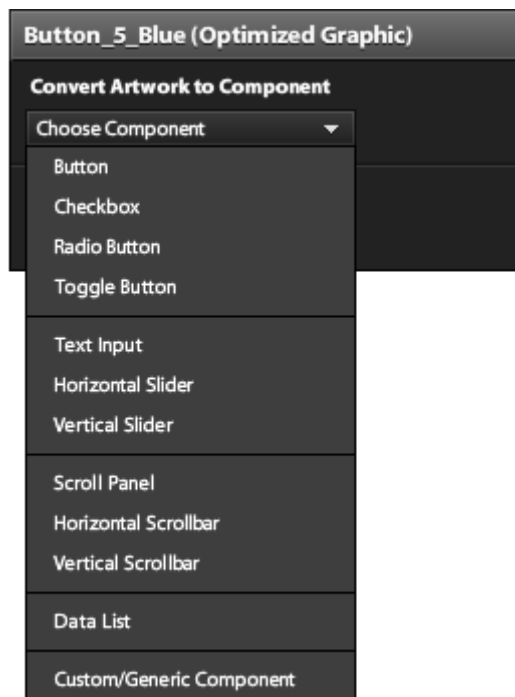 Button_5_Blue (Optimized Graphic)
Convert Artwork to Component
Choose Component
Button
Checkbox
Radio Button
Toggle Button
Text Input
Horizontal Slider
Vertical Slider
Scroll Panel
Horizontal Scrollbar
Vertical Scrollbar
Data List
Custom/Generic Component